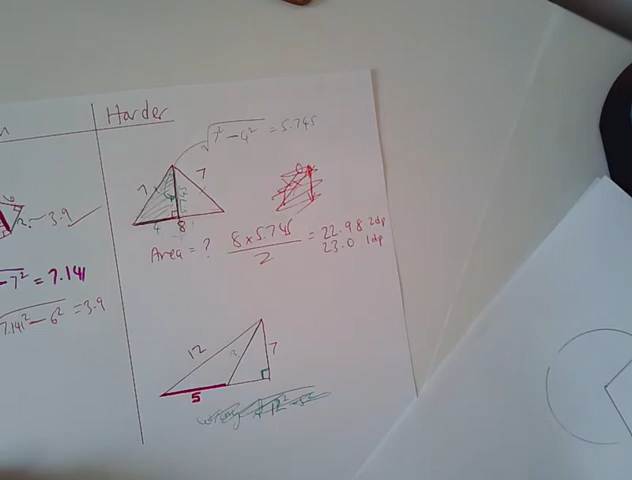 Harder
√7² - 4² = 5.745
7 7
4 8
6
3.9
Area = ? 8 x 5.745 / 2 = 22.98 2dp
23.0 1dp
- 7² = 7.141
7.141² - 6² = 3.9
12 ? 7
5